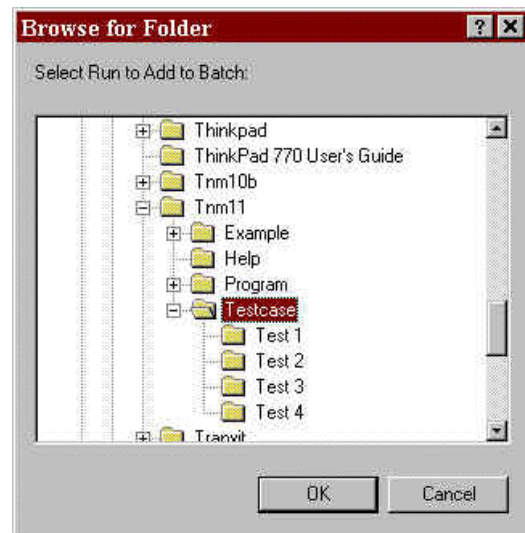 Browse for Folder
Select Run to Add to Batch:
Thinkpad
ThinkPad 770 User's Guide
Tnm10b
Tnm11
Example
Help
Program
Testcase
Test 1
Test 2
Test 3
Test 4
Tranxit
OK Cancel